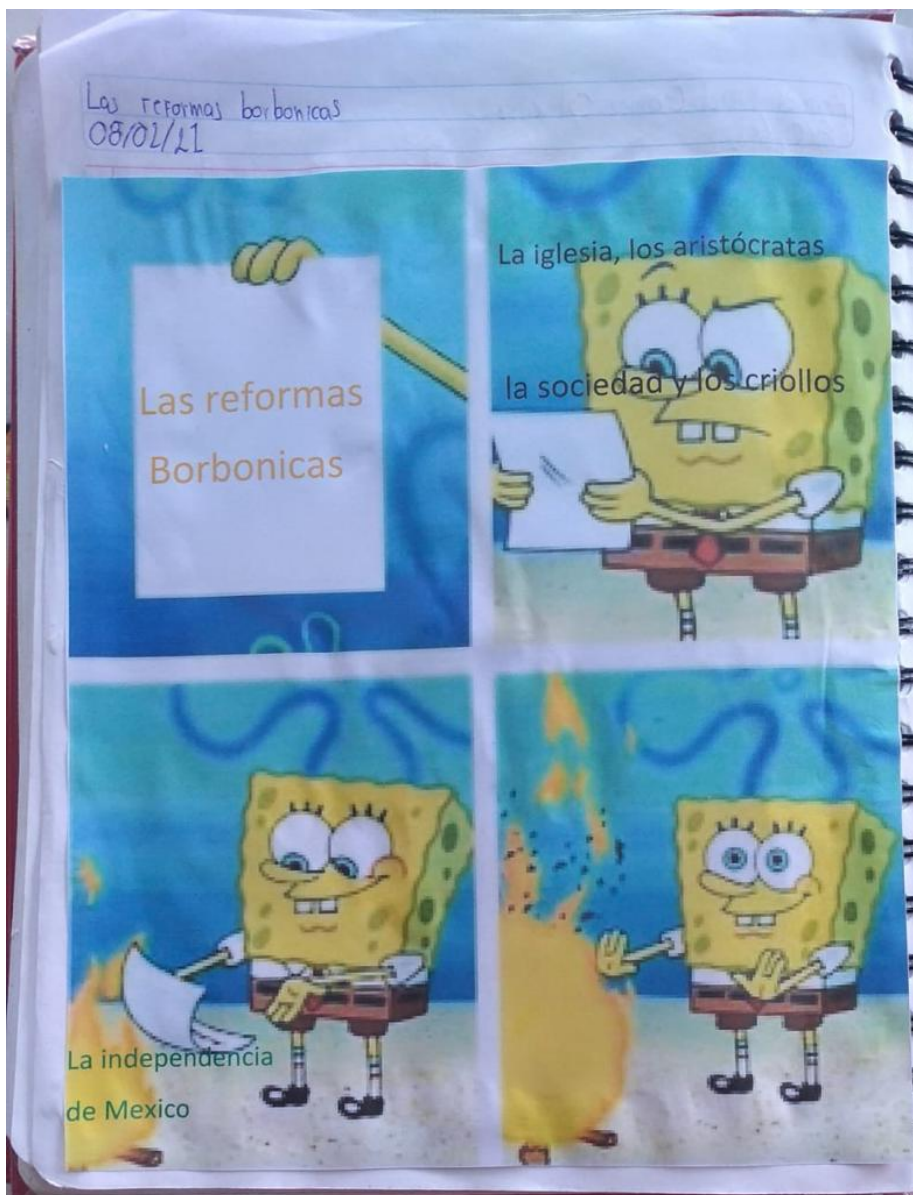 Las reformas borbonicas
08/02/21
Las reformas
Borbonicas
La iglesia, los aristócratas
la sociedad y los criollos
La independencia
de Mexico